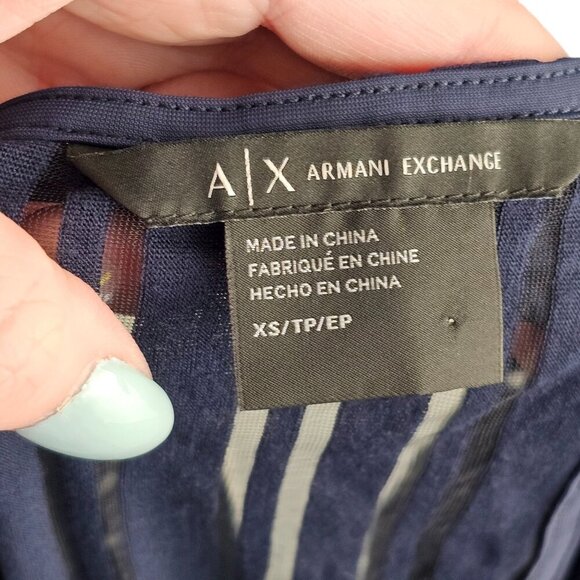 A|X ARMANI EXCHANGE
MADE IN CHINA
FABRIQUÉ EN CHINE
HECHO EN CHINA
XS/TP/EP